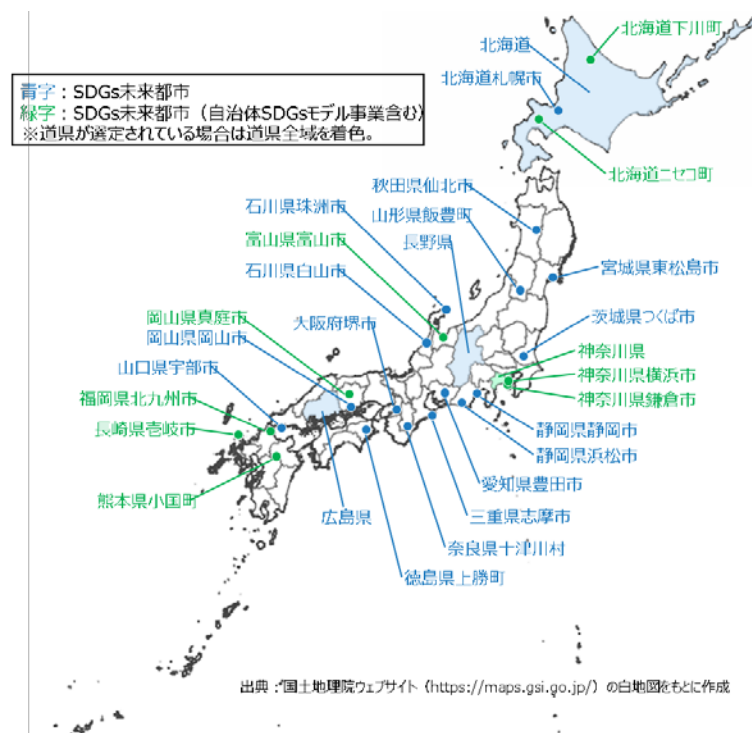 北海道下川町
北海道
北海道札幌市
青字：SDGs未来都市
緑字：SDGs未来都市（自治体SDGsモデル事業含む）
※道県が選定されている場合は道県全域を着色。
北海道ニセコ町
秋田県仙北市
石川県珠洲市
山形県飯豊町
富山県富山市
長野県
石川県白山市
宮城県東松島市
岡山県真庭市
大阪府堺市
茨城県つくば市
岡山県岡山市
神奈川県
山口県宇部市
神奈川県横浜市
福岡県北九州市
神奈川県鎌倉市
長崎県壱岐市
静岡県静岡市
静岡県浜松市
愛知県豊田市
熊本県小国町
広島県
三重県志摩市
奈良県十津川村
徳島県上勝町
出典：国土地理院ウェブサイト（https://maps.gsi.go.jp/）の白地図をもとに作成